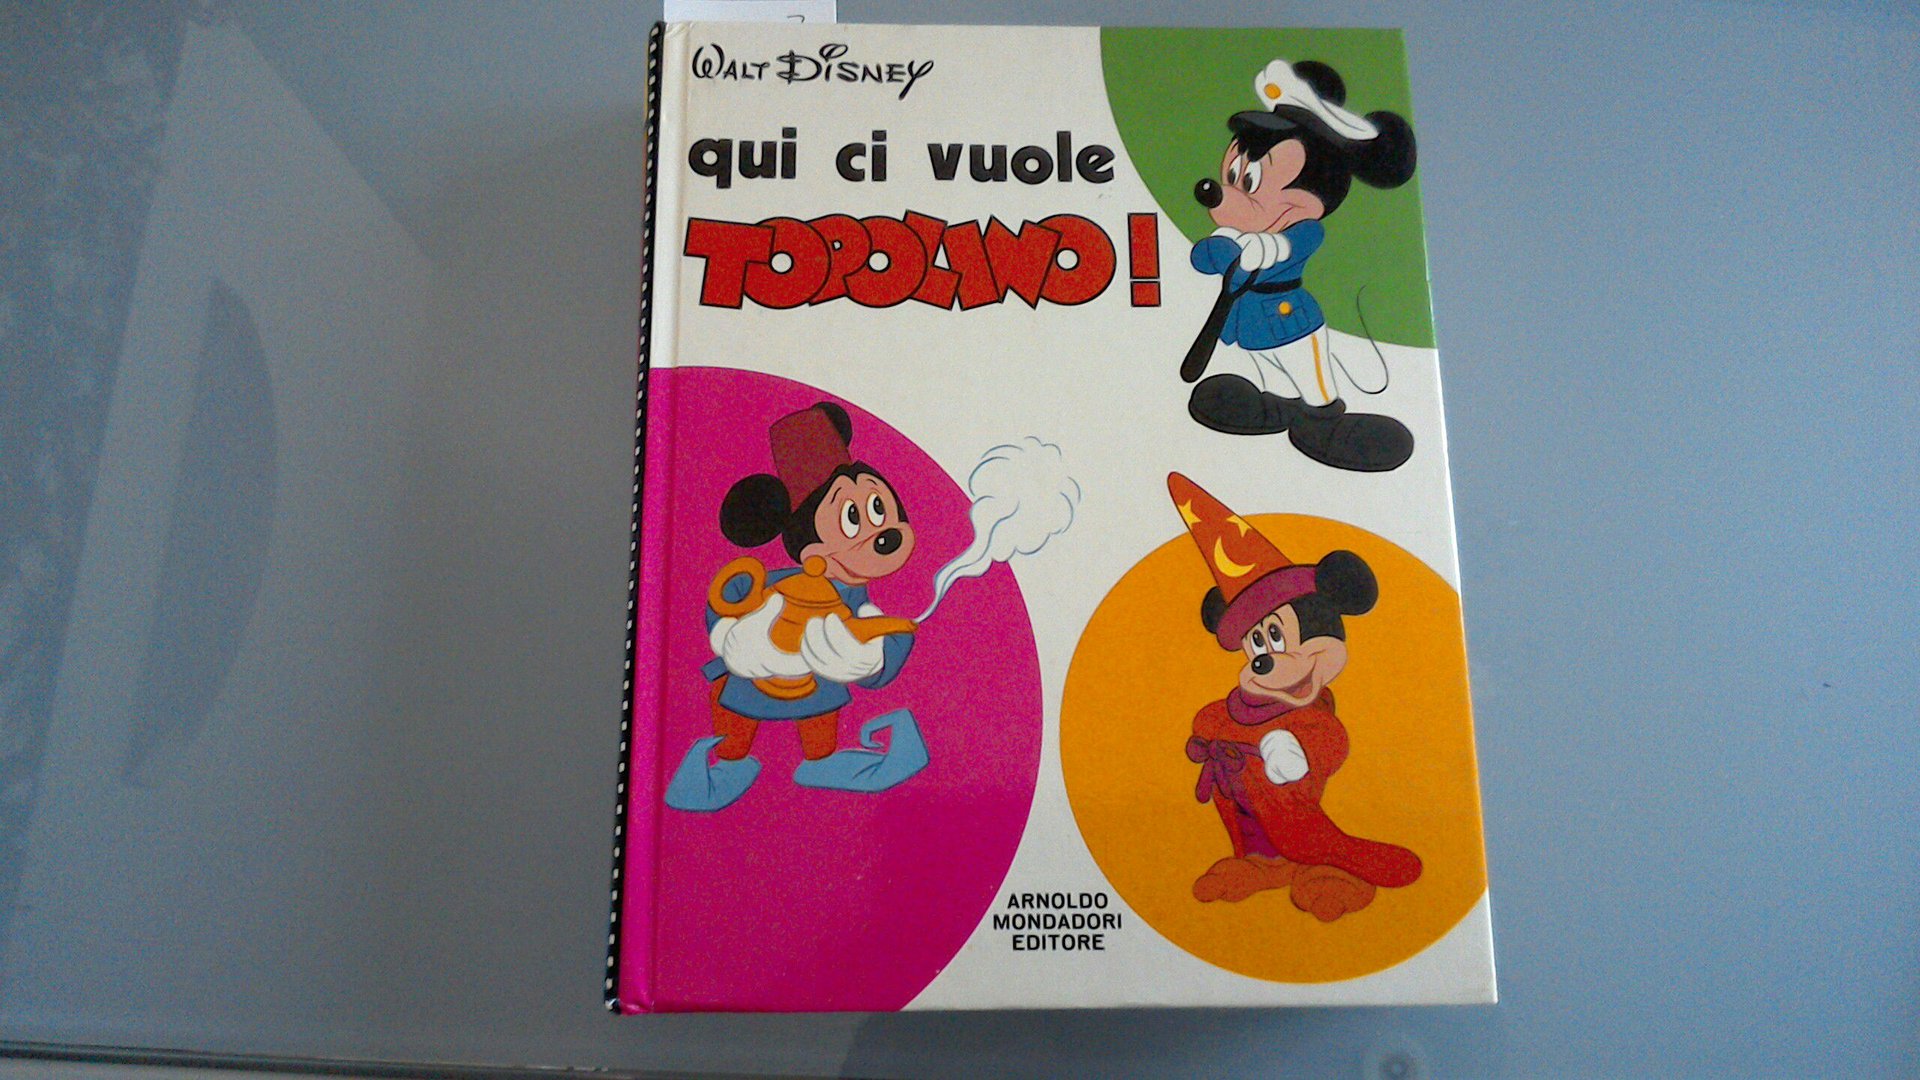 WALT DISNEY
qui ci vuole
TOPOLINO!
ARNOLDO
MONDADORI
EDITORE